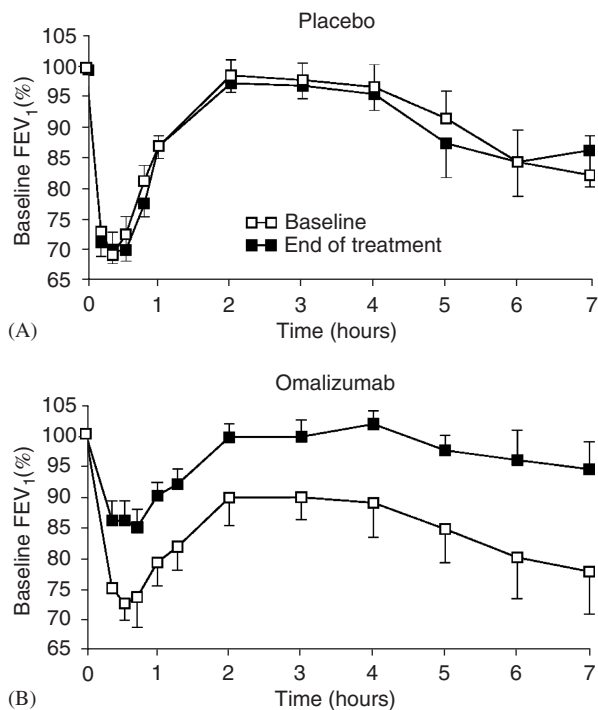 Placebo
105
100
95
90
85
80
75
70
65
Baseline FEV1(%)
Baseline
End of treatment
0 1 2 3 4 5 6 7
(A)
Time (hours)
Omalizumab
105
100
95
90
85
80
75
70
65
Baseline FEV1(%)
0 1 2 3 4 5 6 7
(B)
Time (hours)